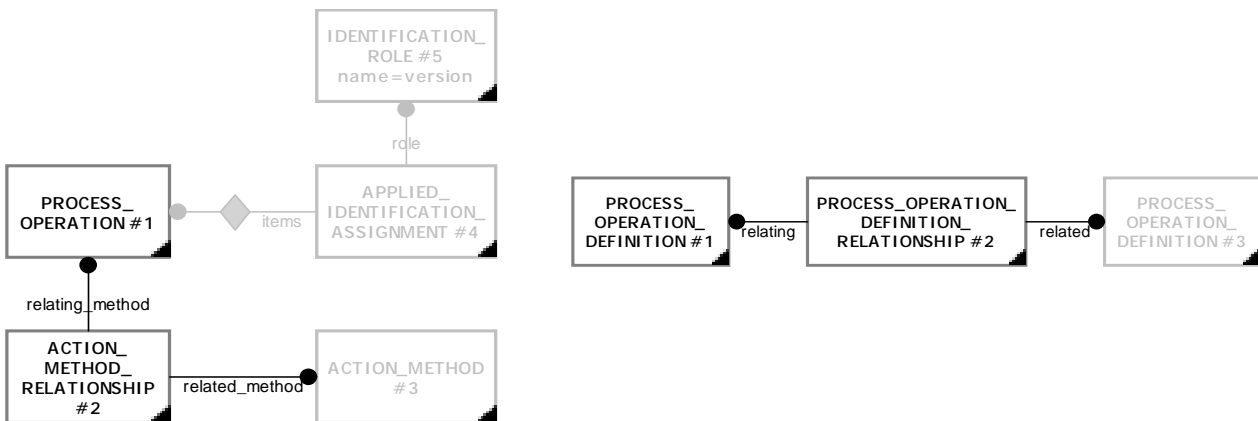 IDENTIFICATION_
ROLE #5
name=version
role
PROCESS_
OPERATION #1
items
APPLIED_
IDENTIFICATION_
ASSIGNMENT #4
relating_method
ACTION_
METHOD_
RELATIONSHIP
#2
related_method
ACTION_METHOD
#3
PROCESS_
OPERATION_
DEFINITION #1
relating
PROCESS_OPERATION_
DEFINITION_
RELATIONSHIP #2
related
PROCESS_
OPERATION_
DEFINITION #3